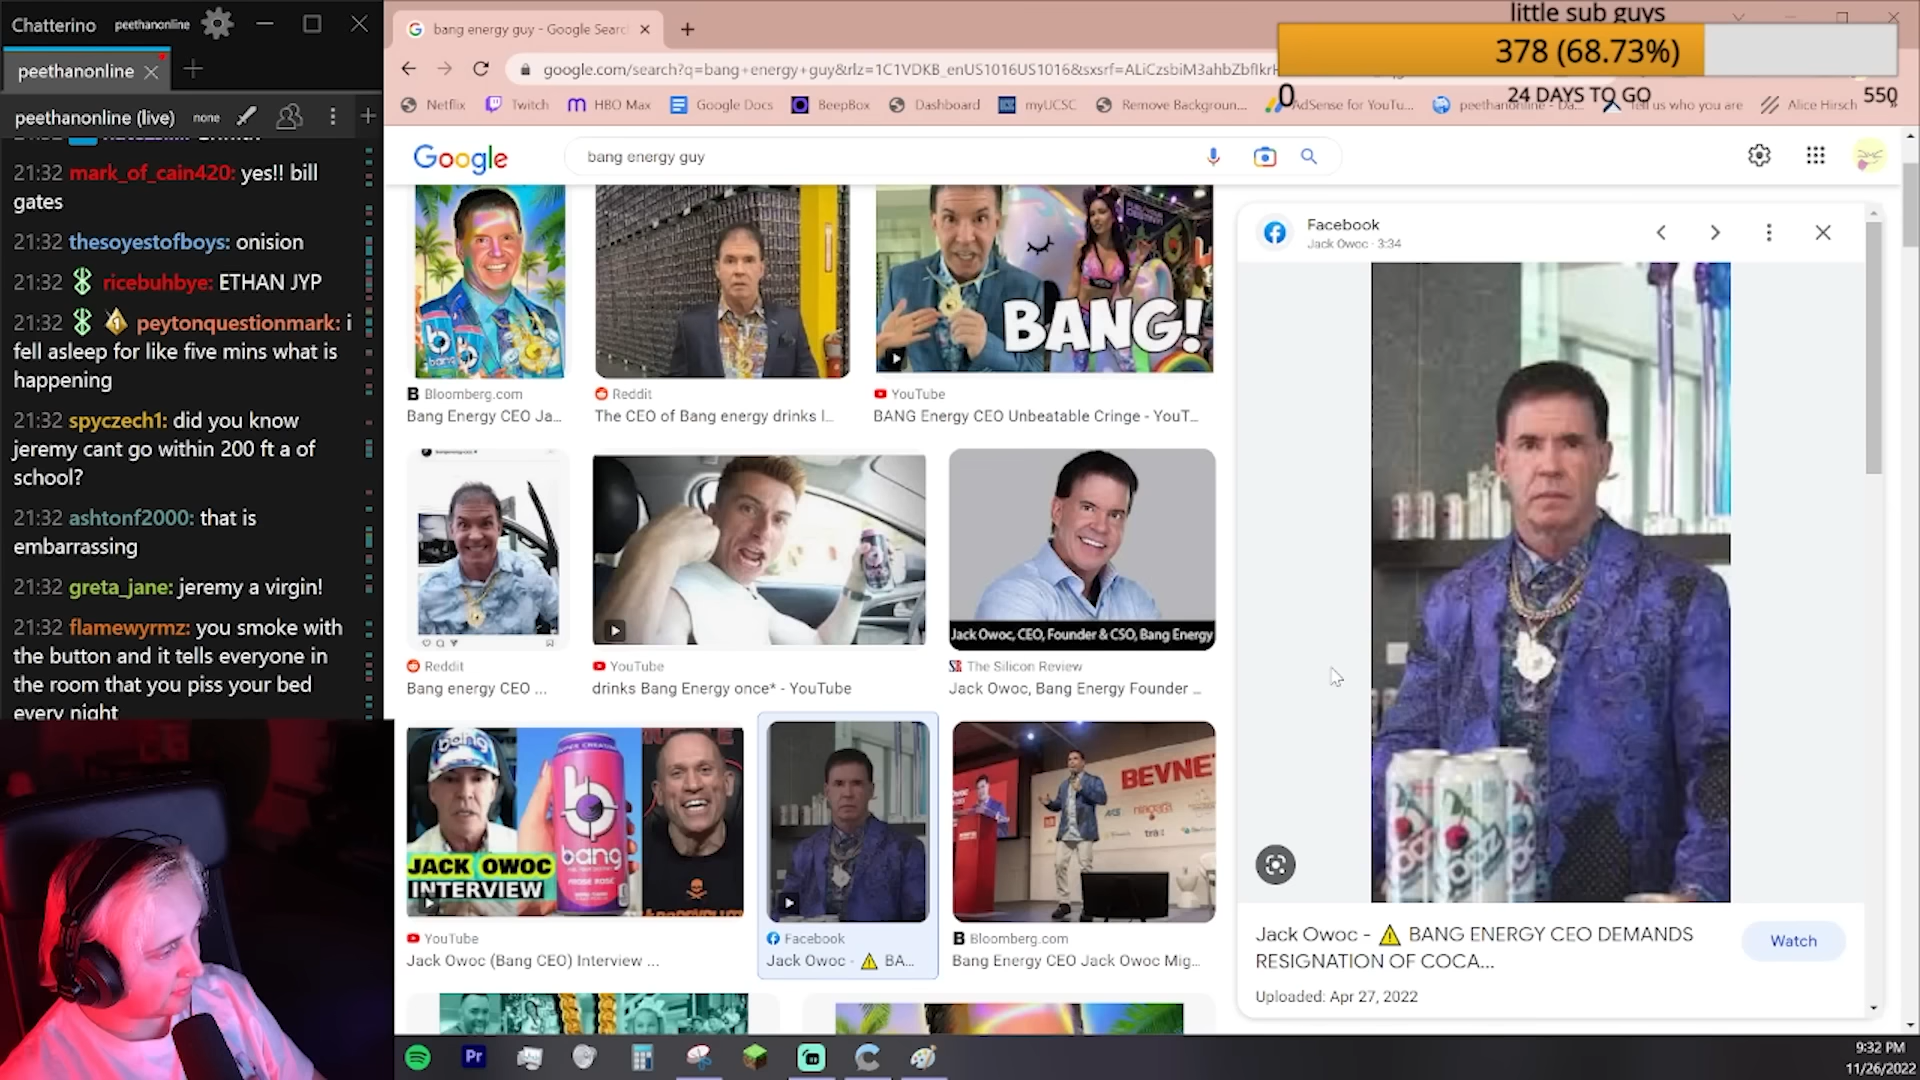 Chatterino peethanonline
peethanonline
peethanonline (live) none
21:32 mark_of_cain420: yes!! bill
gates
21:32 thesoyestofboys: onision
21:32 ricebuhbye: ETHAN JYP
21:32 peytonquestionmark: i
fell asleep for like five mins what is
happening
21:32 spyczech1: did you know
jeremy cant go within 200 ft a of
school?
21:32 ashtonf2000: that is
embarrassing
21:32 greta_jane: jeremy a virgin!
21:32 flamewyrmz: you smoke with
the button and it tells everyone in
the room that you piss your bed
every night
bang energy guy - Google Searc
little sub guys
378 (68.73%)
0
24 DAYS TO GO
550
Netflix Twitch HBO Max Google Docs BeepBox Dashboard myUCSC Remove Backgroun... AdSense for YouTu... peethanonline - Da... Tell us who you are Alice Hirsch
Google
bang energy guy
bang
BANG!
Bloomberg.com
Bang Energy CEO Ja...
Reddit
The CEO of Bang energy drinks l...
YouTube
BANG Energy CEO Unbeatable Cringe - YouT...
Jack Owoc, CEO, Founder & CSO, Bang Energy
Reddit
Bang energy CEO ...
YouTube
drinks Bang Energy once* - YouTube
The Silicon Review
Jack Owoc, Bang Energy Founder ...
bang
JACK OWOC
INTERVIEW
BEVNE
YouTube
Jack Owoc (Bang CEO) Interview ...
Facebook
Jack Owoc - ⚠ BA...
Bloomberg.com
Bang Energy CEO Jack Owoc Mig...
Facebook
Jack Owoc · 3:34
Jack Owoc - ⚠ BANG ENERGY CEO DEMANDS
RESIGNATION OF COCA...
Watch
Uploaded: Apr 27, 2022
Pr
9:32 PM
11/26/2022